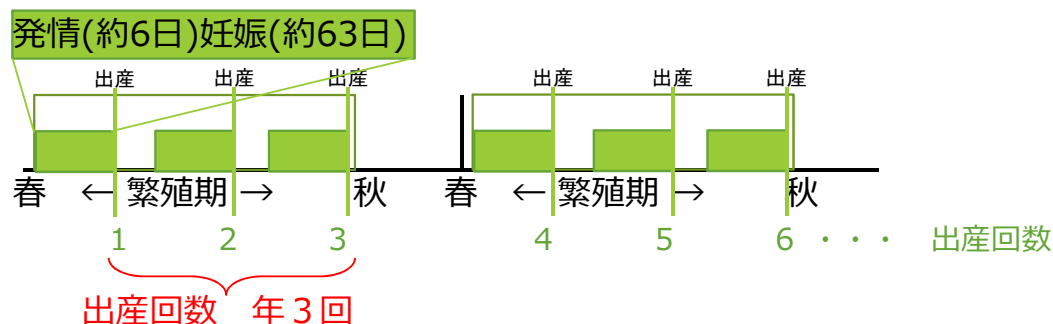 発情(約6日)妊娠(約63日)
出産 出産 出産 出産 出産 出産
春 ← 繁殖期 → 秋 春 ← 繁殖期 → 秋
1 2 3 4 5 6 ・・・ 出産回数
出産回数 年3回